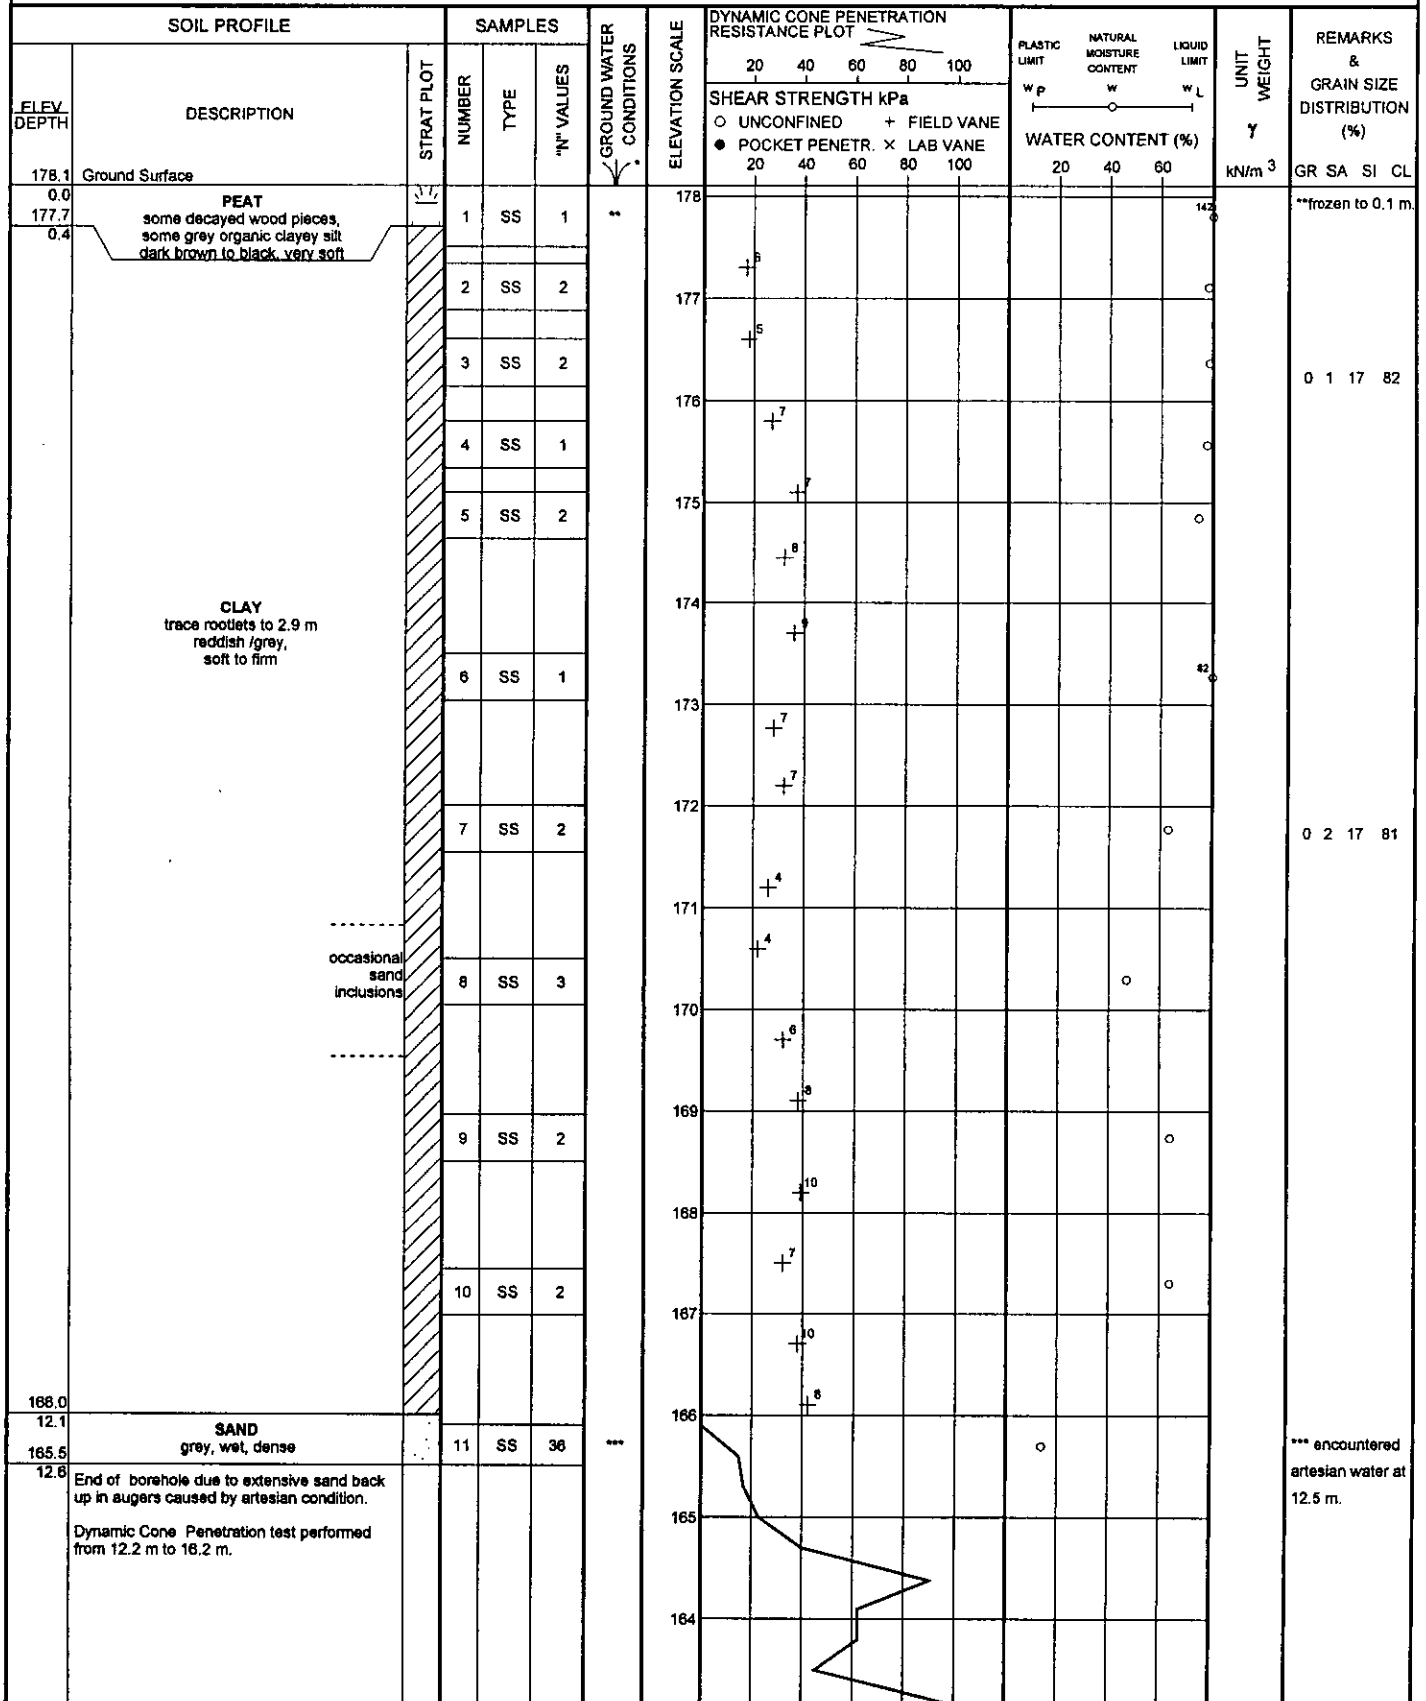 SOIL PROFILE
SAMPLES
GROUND WATER
CONDITIONS
*
ELEVATION SCALE
DYNAMIC CONE PENETRATION
RESISTANCE PLOT
20 40 60 80 100
SHEAR STRENGTH kPa
○ UNCONFINED + FIELD VANE
● POCKET PENETR. × LAB VANE
20 40 60 80 100
PLASTIC
LIMIT
NATURAL
MOISTURE
CONTENT
LIQUID
LIMIT
WP W WL
WATER CONTENT (%)
20 40 60
UNIT
WEIGHT
γ
kN/m 3
REMARKS
&
GRAIN SIZE
DISTRIBUTION
(%)
GR SA SI CL
ELEV
DEPTH
DESCRIPTION
STRAT PLOT
NUMBER
TYPE
"N" VALUES
178.1 Ground Surface
0.0
177.7
0.4
PEAT
some decayed wood pieces,
some grey organic clayey silt
dark brown to black, very soft
1 SS 1 **
178
142
**frozen to 0.1 m.
6
2 SS 2
177
5
3 SS 2
0 1 17 82
176
7
4 SS 1
7
175
5 SS 2
8
174
CLAY
trace rootlets to 2.9 m
reddish /grey,
soft to firm
9
6 SS 1
82
173
7
7
172
7 SS 2
0 2 17 81
4
171
4
occasional
sand
inclusions
8 SS 3
170
6
8
169
9 SS 2
10
168
7
10 SS 2
167
10
8
166.0
12.1
166
SAND
grey, wet, dense
11 SS 36 ***
165.5
12.6
*** encountered
artesian water at
12.5 m.
End of borehole due to extensive sand back
up in augers caused by artesian condition.
165
Dynamic Cone Penetration test performed
from 12.2 m to 16.2 m.
164